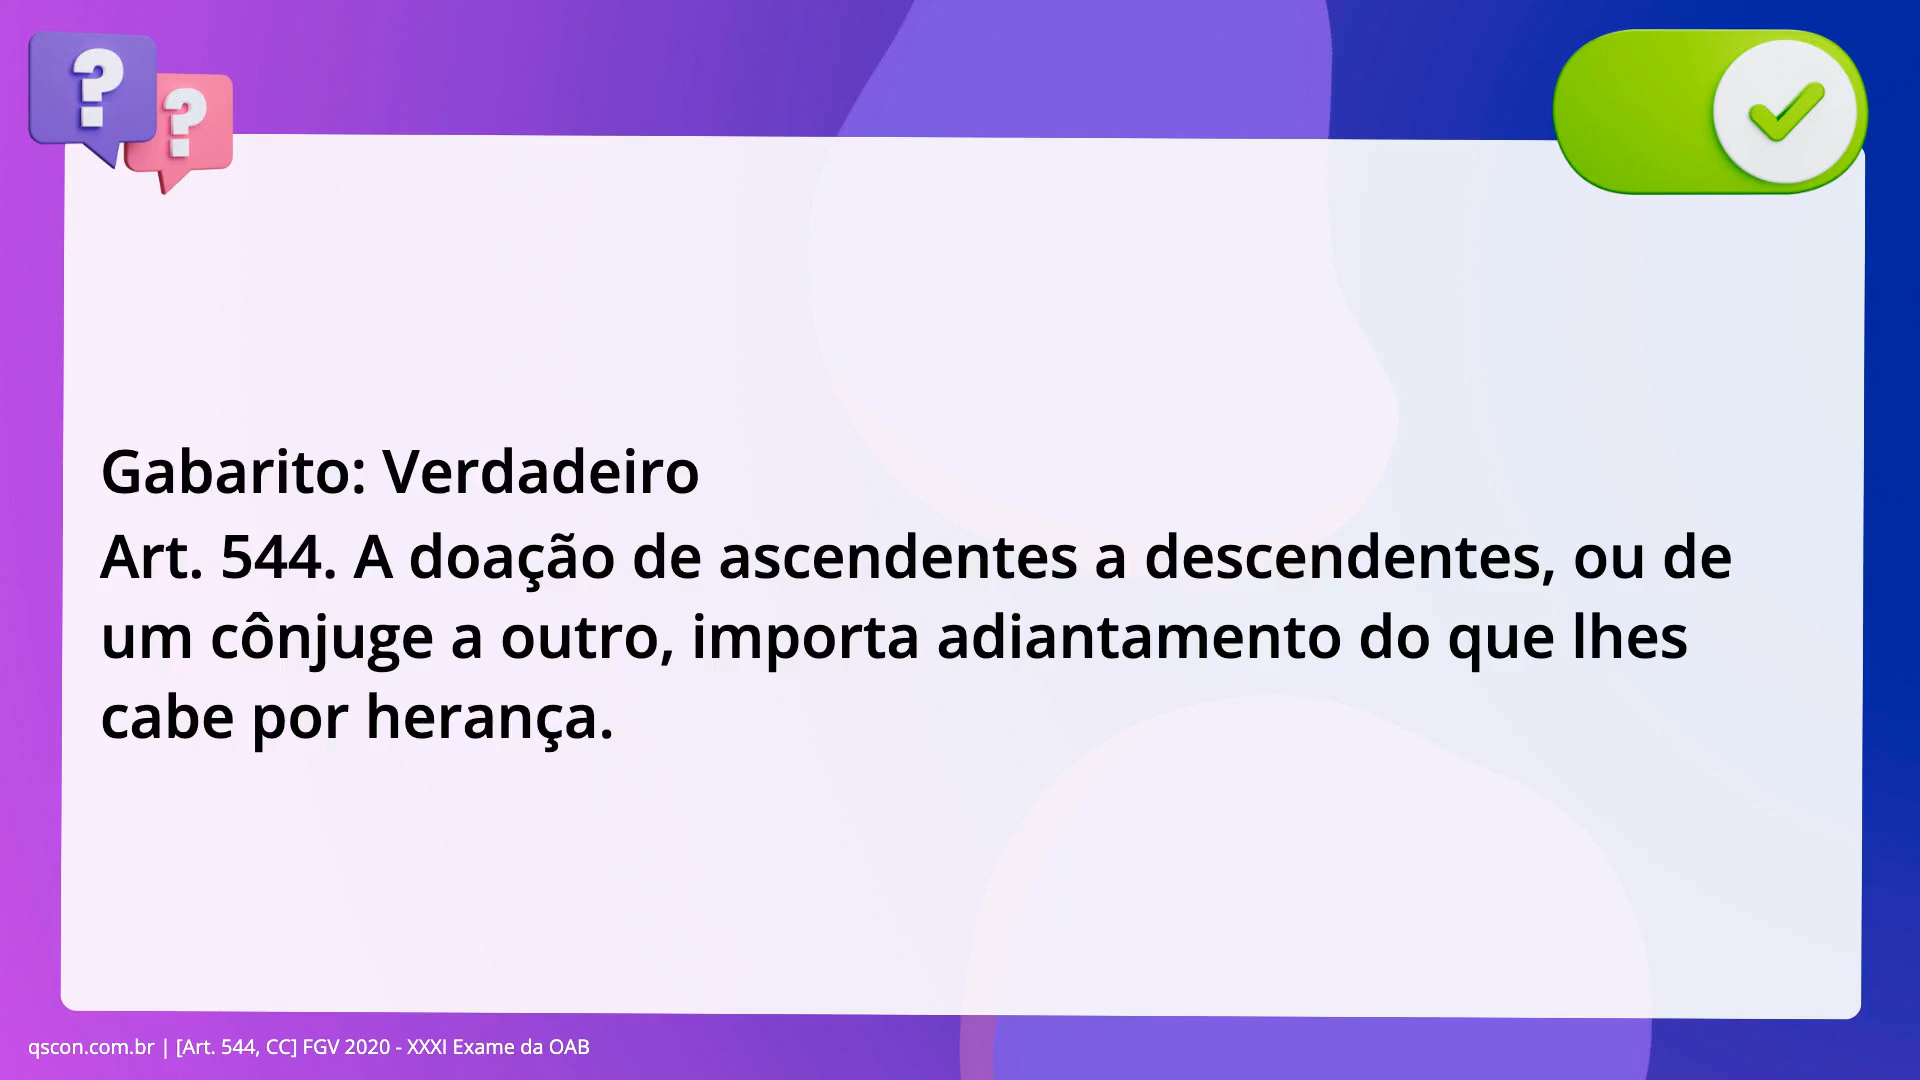 Gabarito: Verdadeiro
Art. 544. A doação de ascendentes a descendentes, ou de
um cônjuge a outro, importa adiantamento do que lhes
cabe por herança.
qscon.com.br | [Art. 544, CC] FGV 2020 - XXXI Exame da OAB